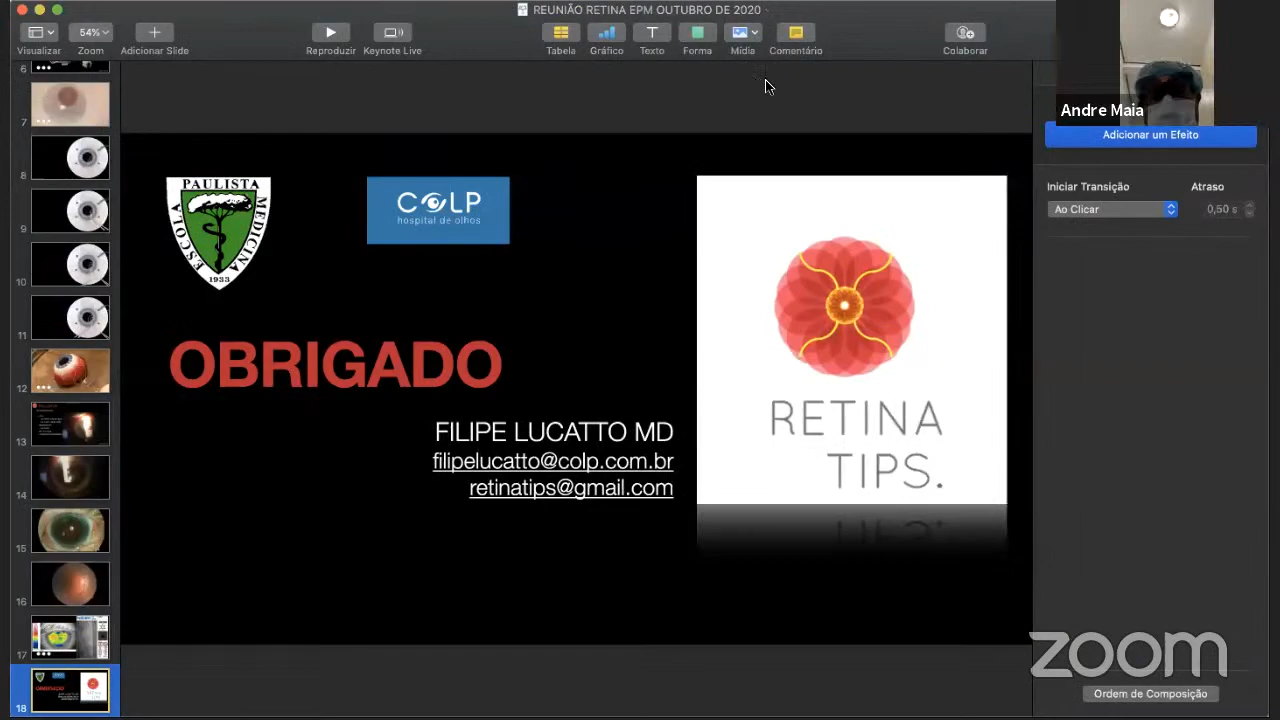 REUNIÃO RETINA EPM OUTUBRO DE 2020
54%
Visualizar
Zoom
Adicionar Slide
Reproduzir
Keynote Live
Tabela
Gráfico
Texto
Forma
Mídia
Comentário
Colaborar
Andre Maia
Adicionar um Efeito
Iniciar Transição
Atraso
Ao Clicar
0,50 s
6
7
8
9
10
11
12
13
14
15
16
17
18
ESCOLA PAULISTA MEDICINA
1933
COLP
hospital de olhos
OBRIGADO
FILIPE LUCATTO MD
filipelucatto@colp.com.br
retinatips@gmail.com
RETINA
TIPS.
zoom
Ordem de Composição